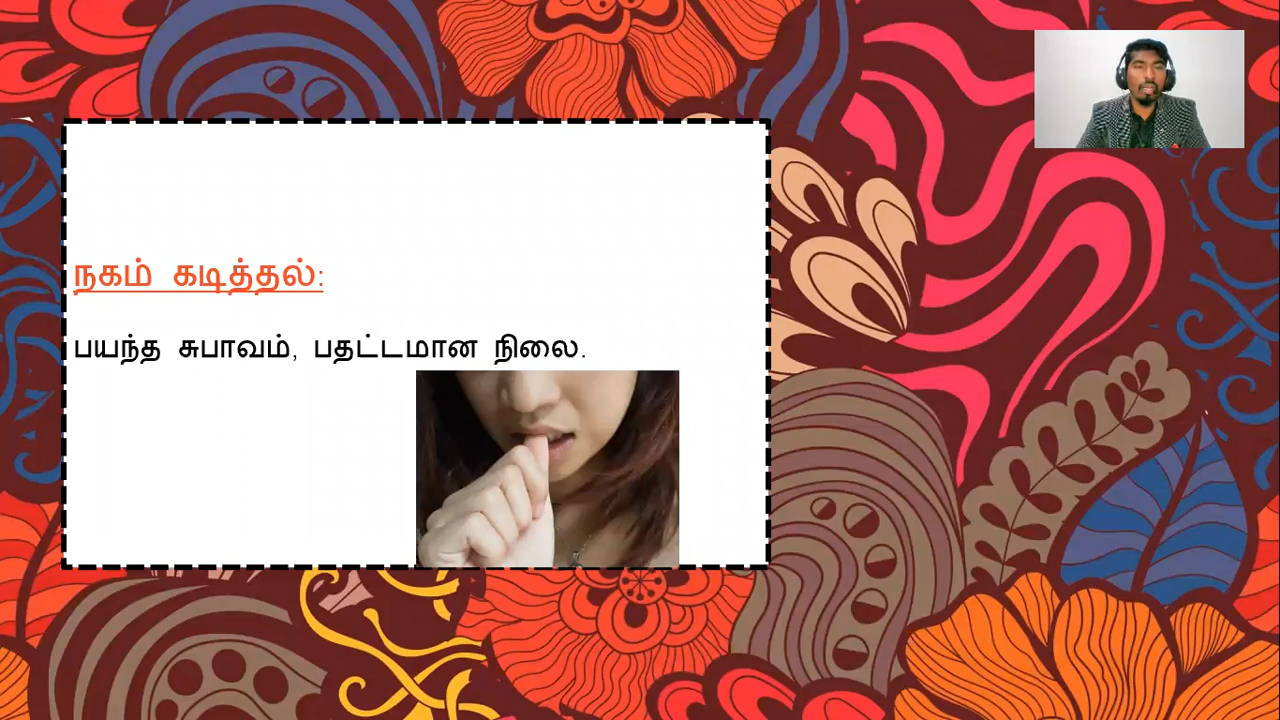 நகம் கடித்தல்:
பயந்த சுபாவம், பதட்டமான நிலை.